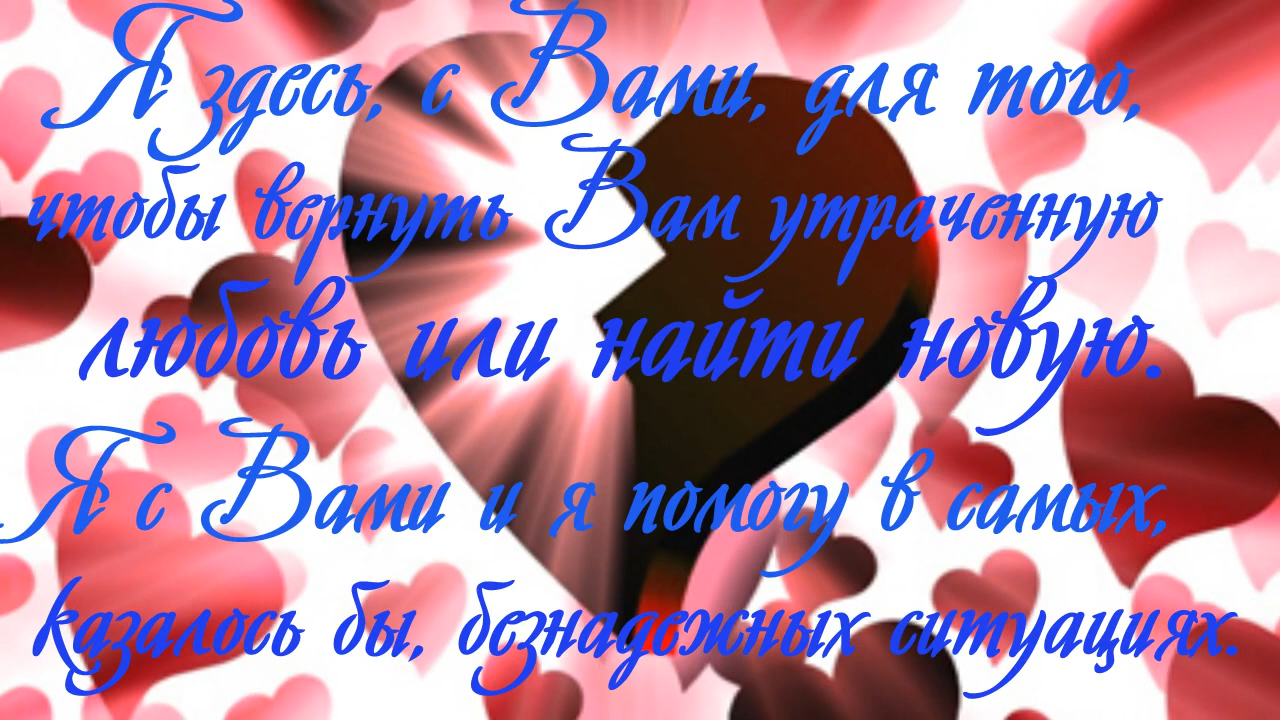 Я здесь, с Вами, для того,
чтобы вернуть Вам утраченную
любовь или найти новую.
Я с Вами и я помогу в самых,
казалось бы, безнадежных ситуациях.